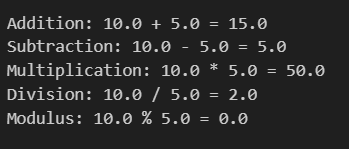 Addition: 10.0 + 5.0 = 15.0
Subtraction: 10.0 - 5.0 = 5.0
Multiplication: 10.0 * 5.0 = 50.0
Division: 10.0 / 5.0 = 2.0
Modulus: 10.0 % 5.0 = 0.0